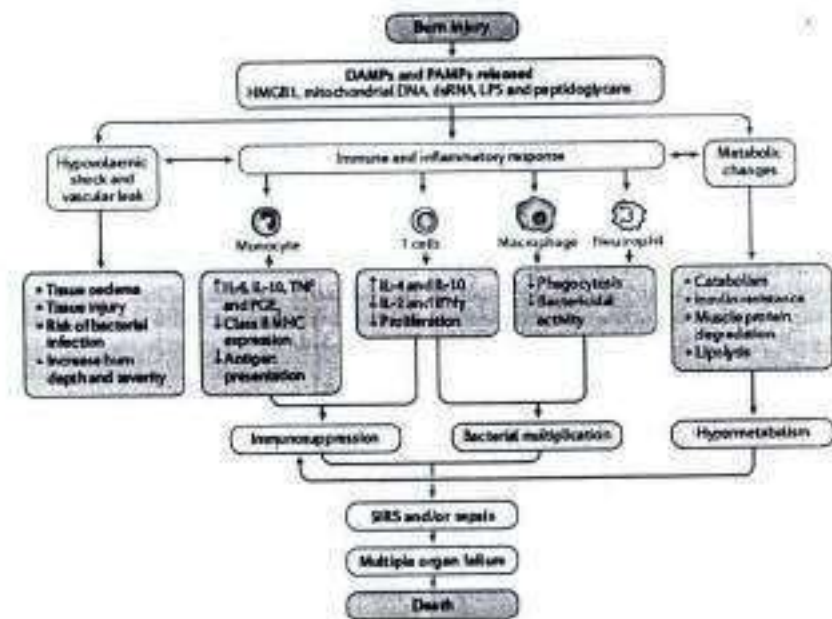 Burn injury
DAMPs and PAMPs released
HMGB1, mitochondrial DNA, dsRNA, LPS and peptidoglycare
Hypovolaemic
shock and
vascular leak
Immune and inflammatory response
Metabolic
changes
Monocyte
T cells
Macrophage
Neutrophil
• Tissue oedema
• Tissue injury
• Risk of bacterial
infection
• Increase burn
depth and severity
↑ IL-6, IL-10, TNF
and PGE₂
↓ Class II MHC
expression
↓ Antigen
presentation
↑ IL-4 and IL-10
↓ IL-2 and IFNγ
↓ Proliferation
↓ Phagocytosis
↓ Bactericidal
activity
• Catabolism
• Insulin resistance
• Muscle protein
degradation
• Lipolysis
Immunosuppression
Bacterial multiplication
Hypermetabolism
SIRS and/or sepsis
Multiple organ failure
Death